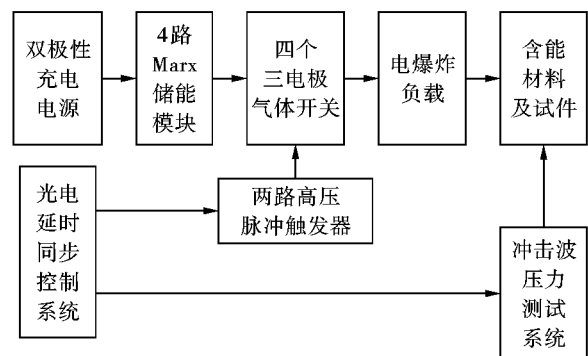 双极性
充电
电源
4路
Marx
储能
模块
四个
三电极
气体开关
电爆炸
负载
含能
材料
及试件
光电
延时
同步
控制
系统
两路高压
脉冲触发器
冲击波
压力
测试
系统